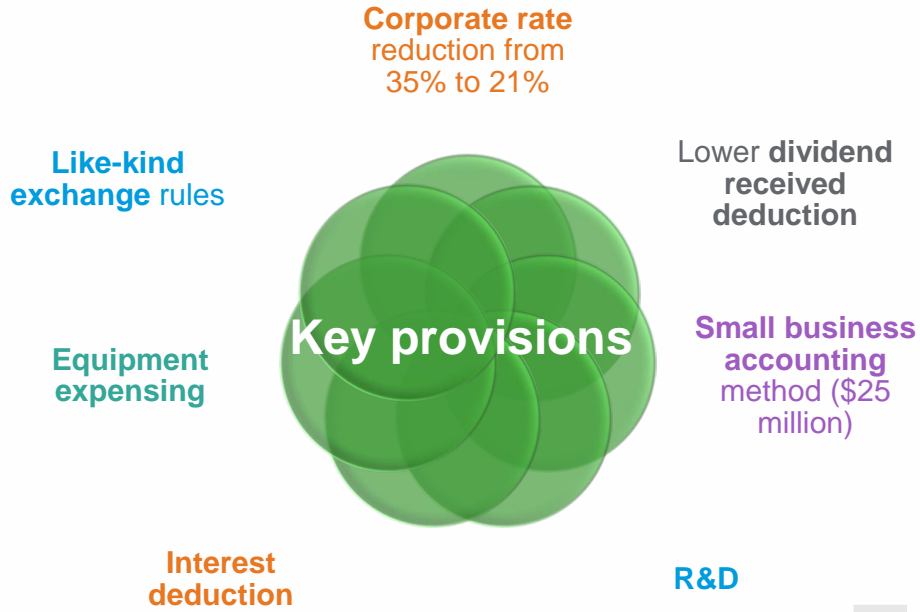 Corporate rate
reduction from
35% to 21%
Like-kind
exchange rules
Lower dividend
received
deduction
Key provisions
Equipment
expensing
Small business
accounting
method ($25
million)
Interest
deduction
R&D